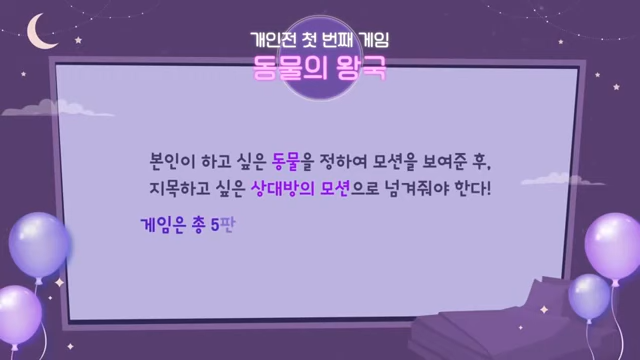 개인전 첫 번째 게임
동물의 왕국
본인이 하고 싶은 동물을 정하여 모션을 보여준 후,
지목하고 싶은 상대방의 모션으로 넘겨줘야 한다!
게임은 총 5판